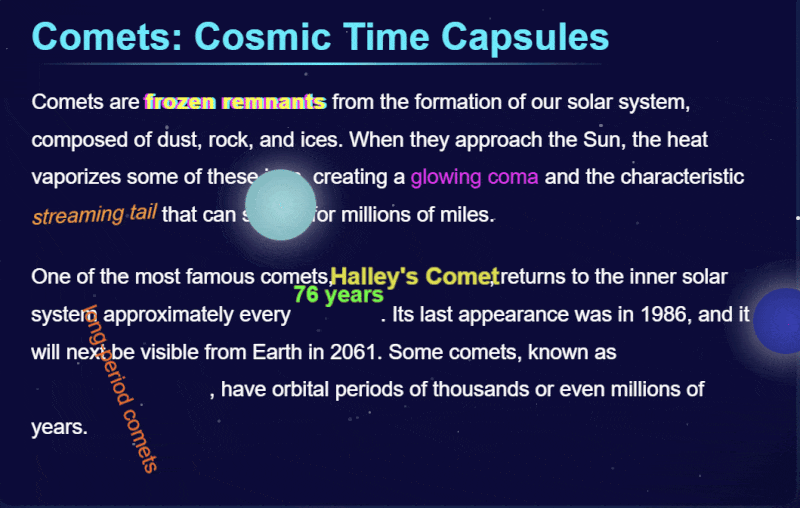 Comets: Cosmic Time Capsules
Comets are frozen remnants from the formation of our solar system,
composed of dust, rock, and ices. When they approach the Sun, the heat
vaporizes some of these creating a glowing coma and the characteristic
streaming tail that can for millions of miles.
One of the most famous comets, Halley's Comet, returns to the inner solar
system approximately every 76 years. Its last appearance was in 1986, and it
will next be visible from Earth in 2061. Some comets, known as
long-period comets, have orbital periods of thousands or even millions of
years.